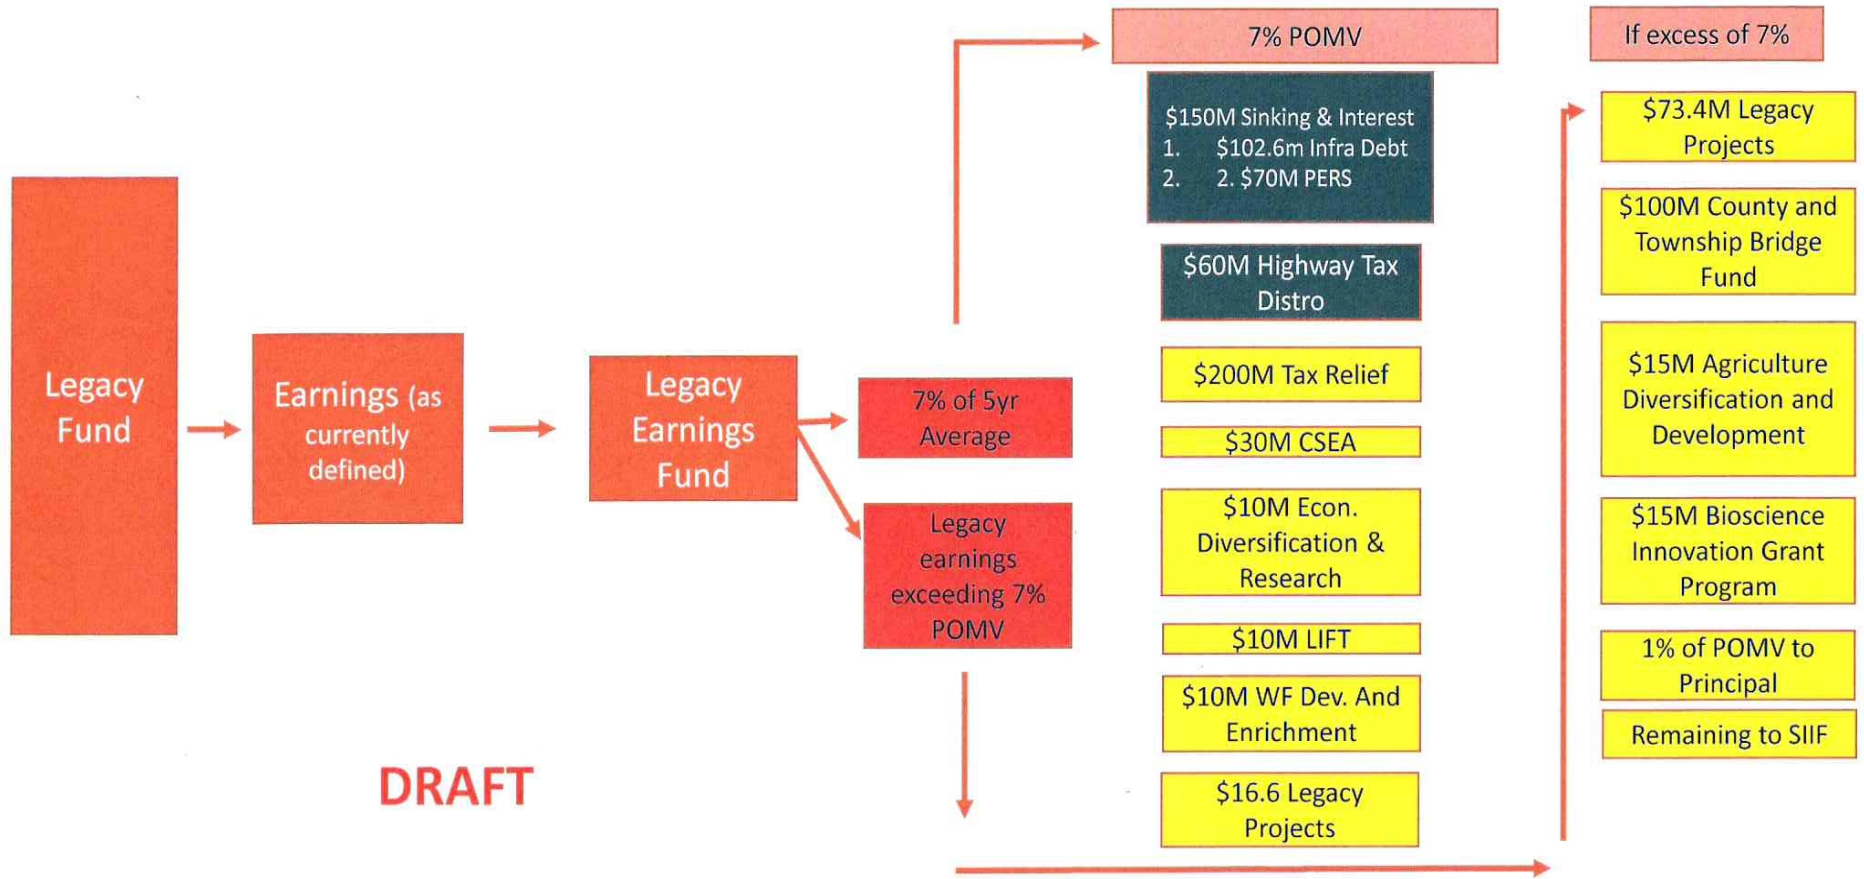 Legacy
Fund
Earnings (as
currently
defined)
Legacy
Earnings
Fund
7% of 5yr
Average
Legacy
earnings
exceeding 7%
POMV
DRAFT
7% POMV
$150M Sinking & Interest
1. $102.6m Infra Debt
2. 2. $70M PERS
$60M Highway Tax
Distro
$200M Tax Relief
$30M CSEA
$10M Econ.
Diversification &
Research
$10M LIFT
$10M WF Dev. And
Enrichment
$16.6 Legacy
Projects
If excess of 7%
$73.4M Legacy
Projects
$100M County and
Township Bridge
Fund
$15M Agriculture
Diversification and
Development
$15M Bioscience
Innovation Grant
Program
1% of POMV to
Principal
Remaining to SIIF